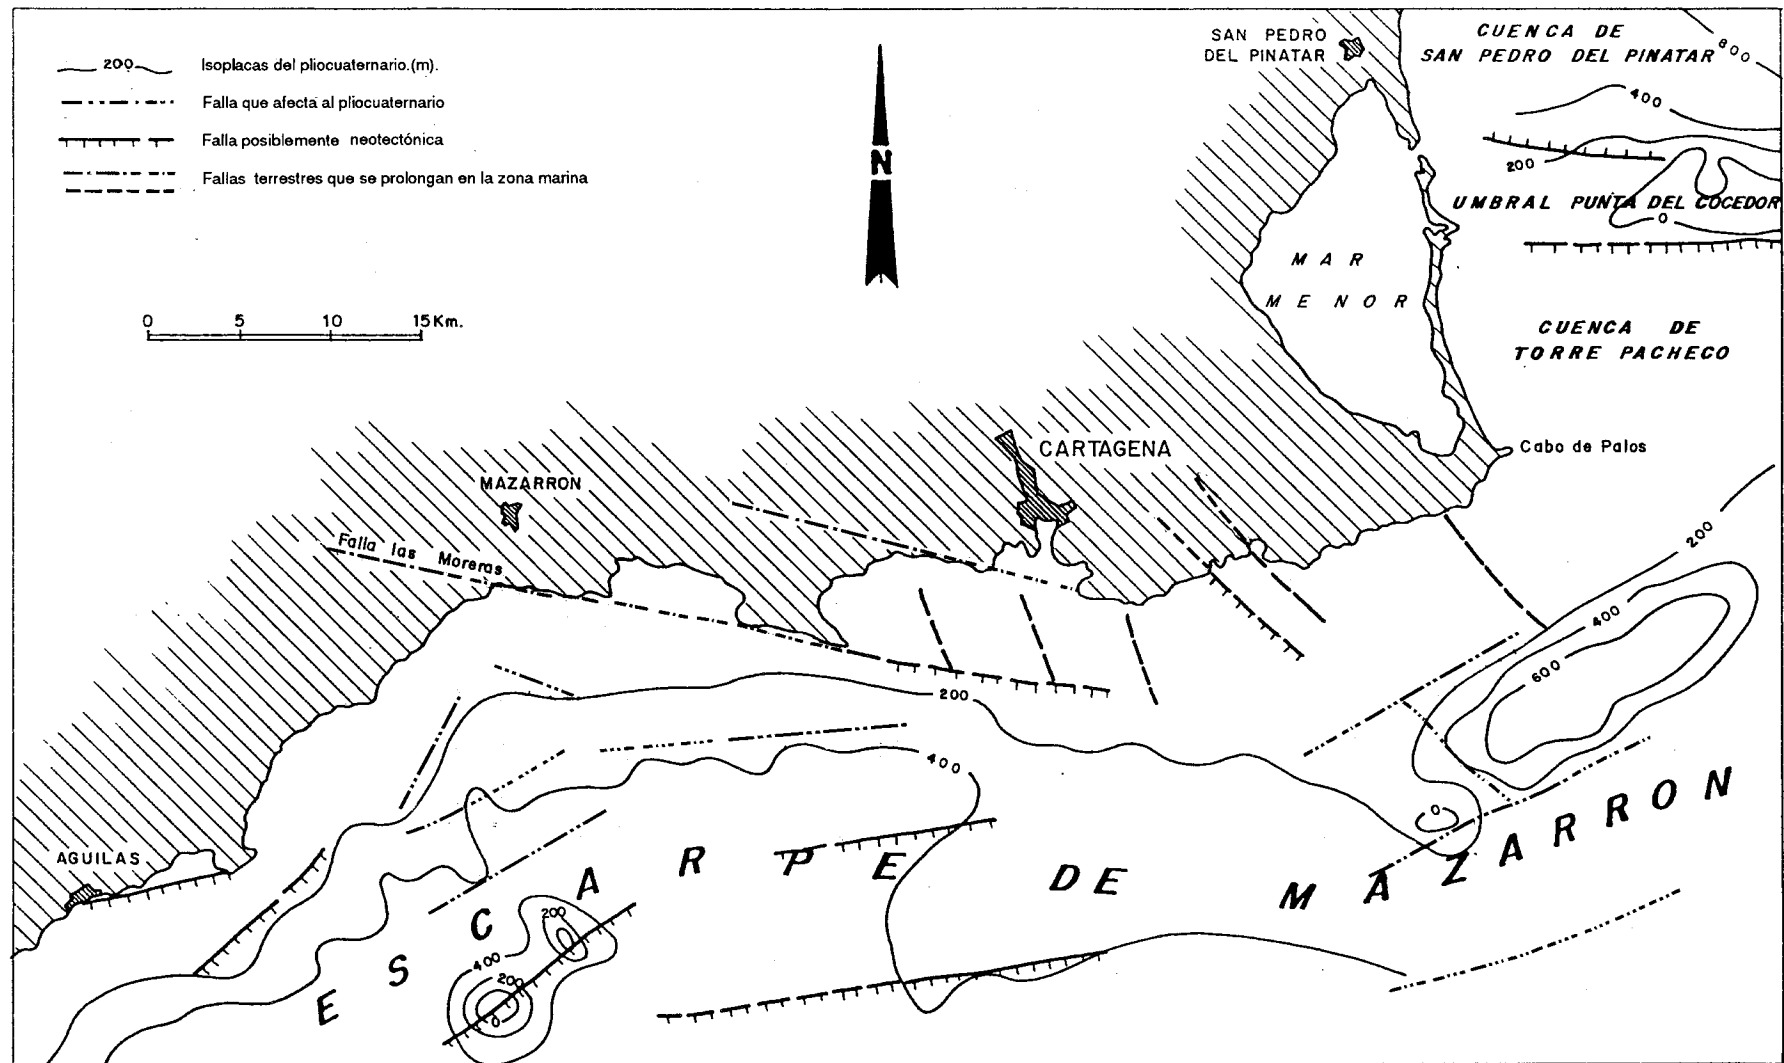 200
Isoplacas del pliocuaternario.(m).
Falla que afecta al pliocuaternario
Falla posiblemente neotectónica
Fallas terrestres que se prolongan en la zona marina
0 5 10 15 Km.
N
SAN PEDRO
DEL PINATAR
CUENCA DE
SAN PEDRO DEL PINATAR
800
400
200
UMBRAL PUNTA DEL COCEDOR
0
MAR
MENOR
CUENCA DE
TORRE PACHECO
Cabo de Palos
CARTAGENA
MAZARRON
Falla las Moreras
AGUILAS
200
400
600
200
400
0
200
400
200
0
ESCARPE DE MAZARRON